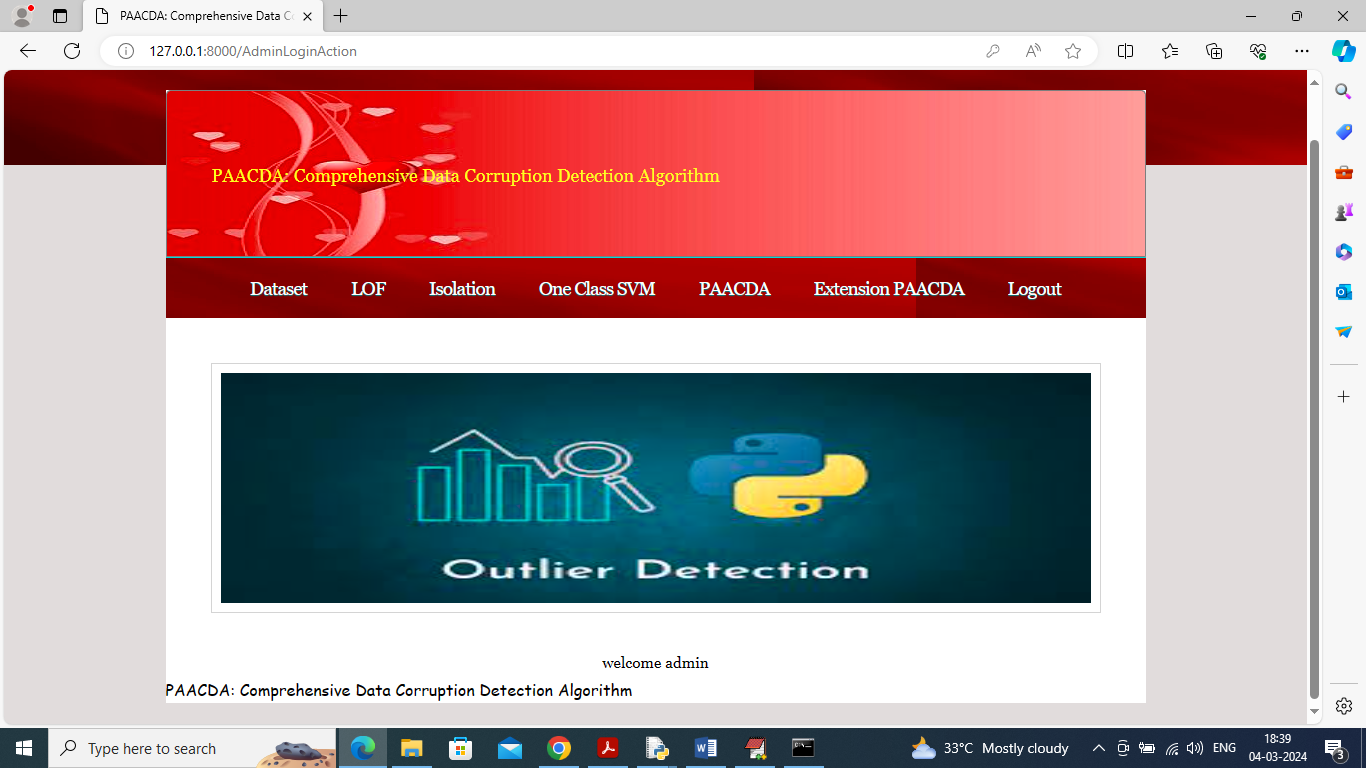 PAACDA: Comprehensive Data C
127.0.0.1:8000/AdminLoginAction
PAACDA: Comprehensive Data Corruption Detection Algorithm
Dataset LOF Isolation One Class SVM PAACDA Extension PAACDA Logout
Outlier Detection
welcome admin
PAACDA: Comprehensive Data Corruption Detection Algorithm
Type here to search
33°C Mostly cloudy
ENG
18:39
04-03-2024
3